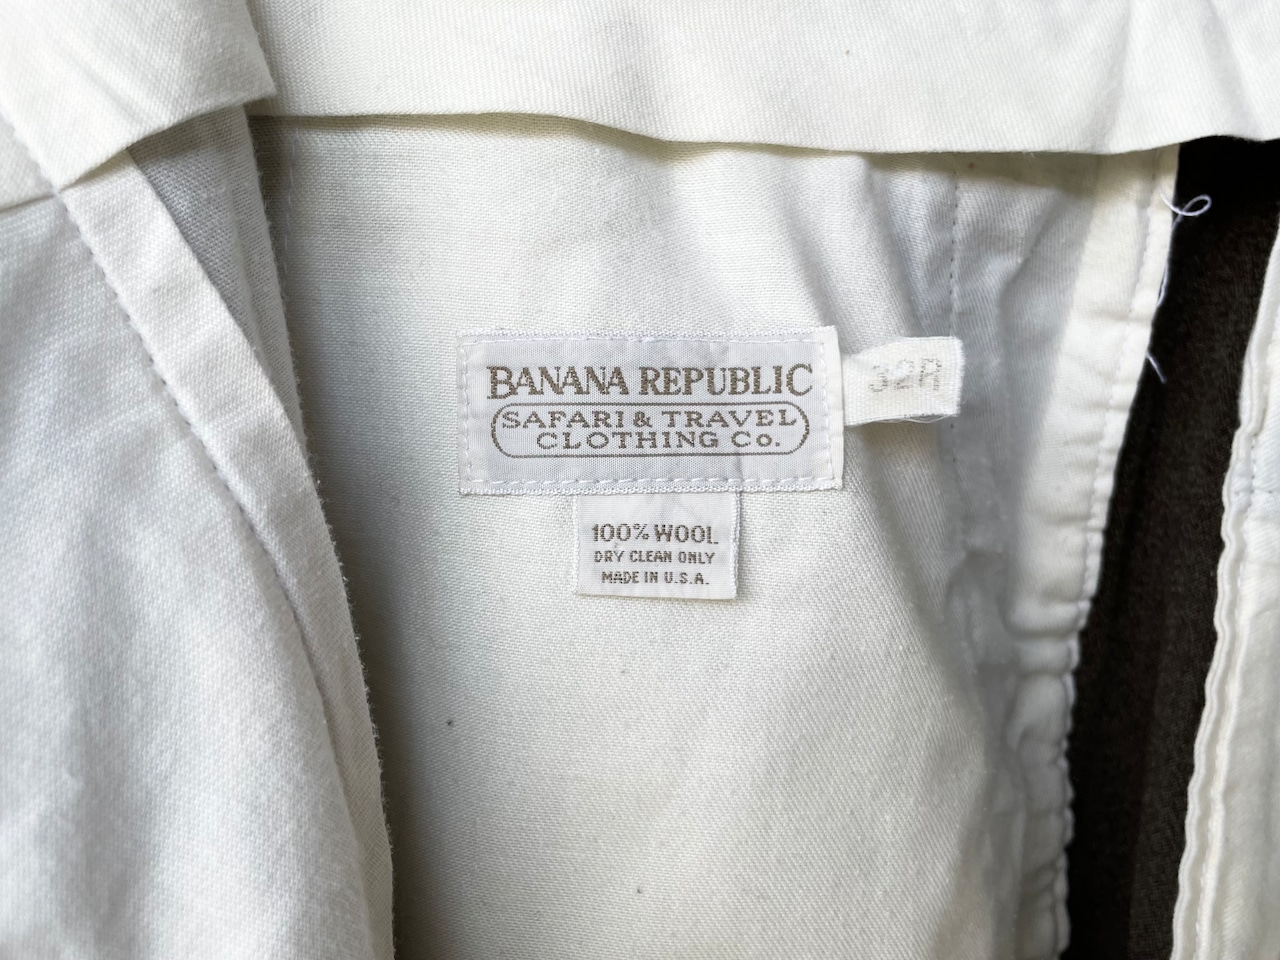 BANANA REPUBLIC
SAFARI & TRAVEL
CLOTHING Co.
32R
100% WOOL
DRY CLEAN ONLY
MADE IN U.S.A.